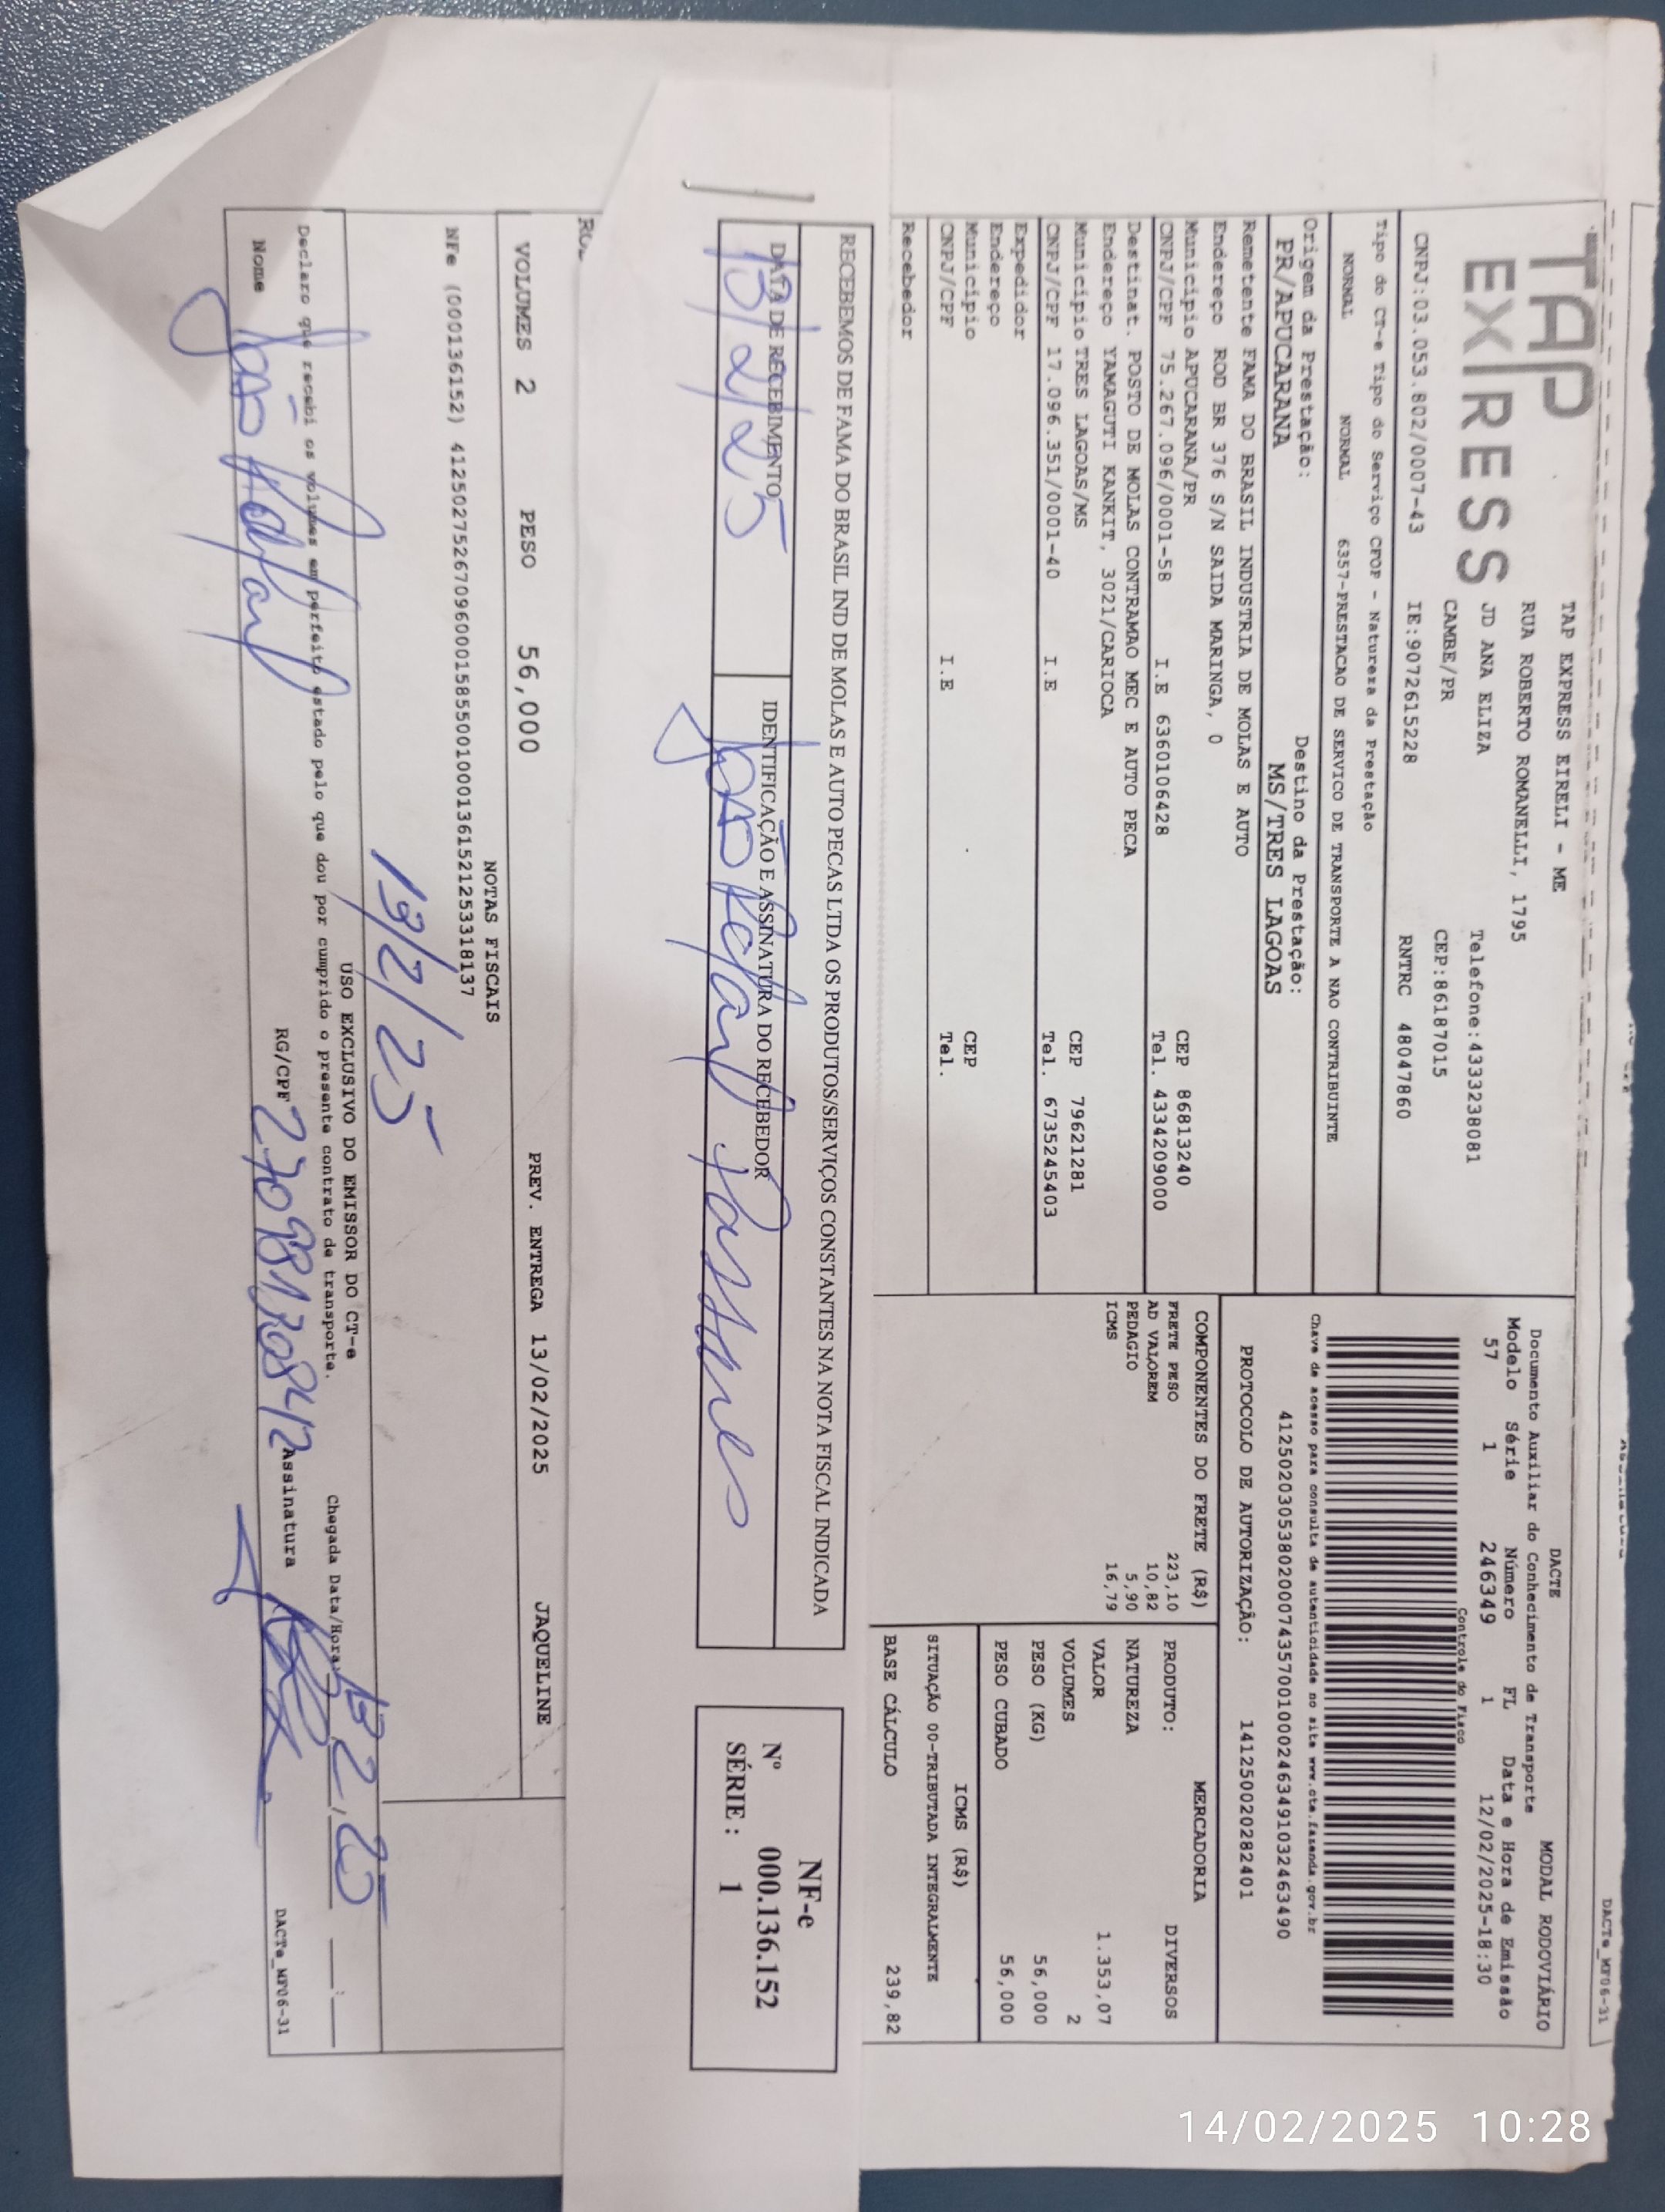 DACTe_MF06-31
TAP
EXPRESS
TAP EXPRESS EIRELI - ME
RUA ROBERTO ROMANELLI, 1795
JD ANA ELIZA Telefone:4333238081
CAMBE/PR CEP:86187015
CNPJ:03.053.802/0007-43 IE:9072615228 RNTRC 48047860
Tipo do CT-e Tipo do Serviço CFOP - Natureza da Prestação
NORMAL NORMAL 6357-PRESTACAO DE SERVICO DE TRANSPORTE A NAO CONTRIBUINTE
Origem da Prestação: Destino da Prestação:
PR/APUCARANA MS/TRES LAGOAS
DACTE MODAL RODOVIÁRIO
Documento Auxiliar do Conhecimento de Transporte
Modelo Série Número FL Data e Hora de Emissão
57 1 246349 1 12/02/2025-18:30
Controle do Fisco
Chave de acesso para consulta de autenticidade no site www.cte.fazenda.gov.br
41250203053802000743570010002463491032463490
PROTOCOLO DE AUTORIZAÇÃO: 141250020282401
Remetente FAMA DO BRASIL INDUSTRIA DE MOLAS E AUTO
Endereço ROD BR 376 S/N SAIDA MARINGA, 0
Município APUCARANA/PR CEP 86813240
CNPJ/CPF 75.267.096/0001-58 I.E 6360106428 Tel. 4334209000
Destinat. POSTO DE MOLAS CONTRAMAO MEC E AUTO PECA
Endereço YAMAGUTI KANKIT, 3021/CARIOCA
Município TRES LAGOAS/MS CEP 79621281
CNPJ/CPF 17.096.351/0001-40 I.E Tel. 6735245403
Expedidor
Endereço
Município CEP
CNPJ/CPF I.E Tel.
Recebedor
COMPONENTES DO FRETE (R$)
FRETE PESO 223,10
AD VALOREM 10,82
PEDAGIO 5,90
ICMS 16,79
MERCADORIA
PRODUTO: DIVERSOS
NATUREZA
VALOR 1.353,07
VOLUMES 2
PESO (KG) 56,000
PESO CUBADO 56,000
ICMS (R$)
SITUAÇÃO 00-TRIBUTADA INTEGRALMENTE
BASE CÁLCULO 239,82
RECEBEMOS DE FAMA DO BRASIL IND DE MOLAS E AUTO PECAS LTDA OS PRODUTOS/SERVIÇOS CONSTANTES NA NOTA FISCAL INDICADA
DATA DE RECEBIMENTO IDENTIFICAÇÃO E ASSINATURA DO RECEBEDOR
13/2/25 João
NF-e
Nº 000.136.152
SÉRIE : 1
VOLUMES 2 PESO 56,000 PREV. ENTREGA 13/02/2025 JAQUELINE
NOTAS FISCAIS
NFe (000136152) 41250275267096000158550010001361521253318137
13/2/25
USO EXCLUSIVO DO EMISSOR DO CT-e
Declaro que recebi os volumes em perfeito estado pelo que dou por cumprido o presente contrato de transporte.
Chegada Data/Hora: 13/2/25
Nome João RG/CPF Assinatura
DACTe_MF06-31
14/02/2025 10:28